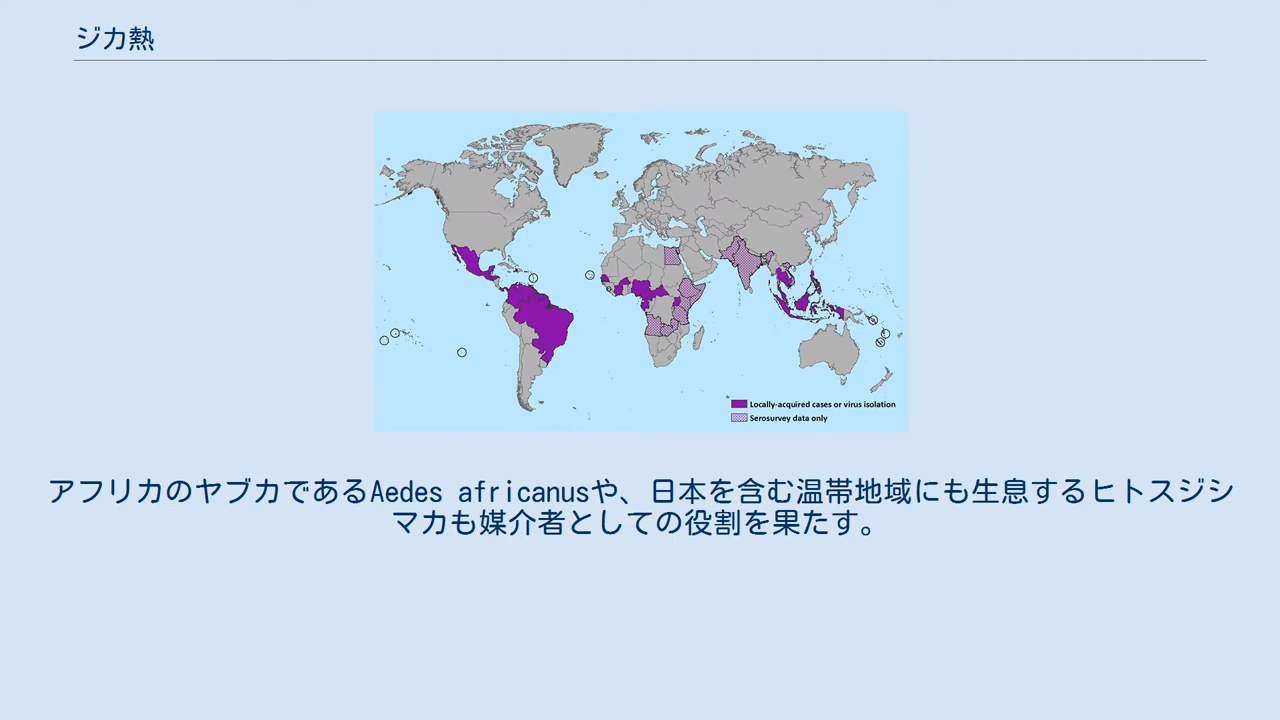 ジカ熱
Locally-acquired cases or virus isolation
Serosurvey data only
アフリカのヤブカであるAedes africanusや、日本を含む温帯地域にも生息するヒトスジシ
マカも媒介者としての役割を果たす。